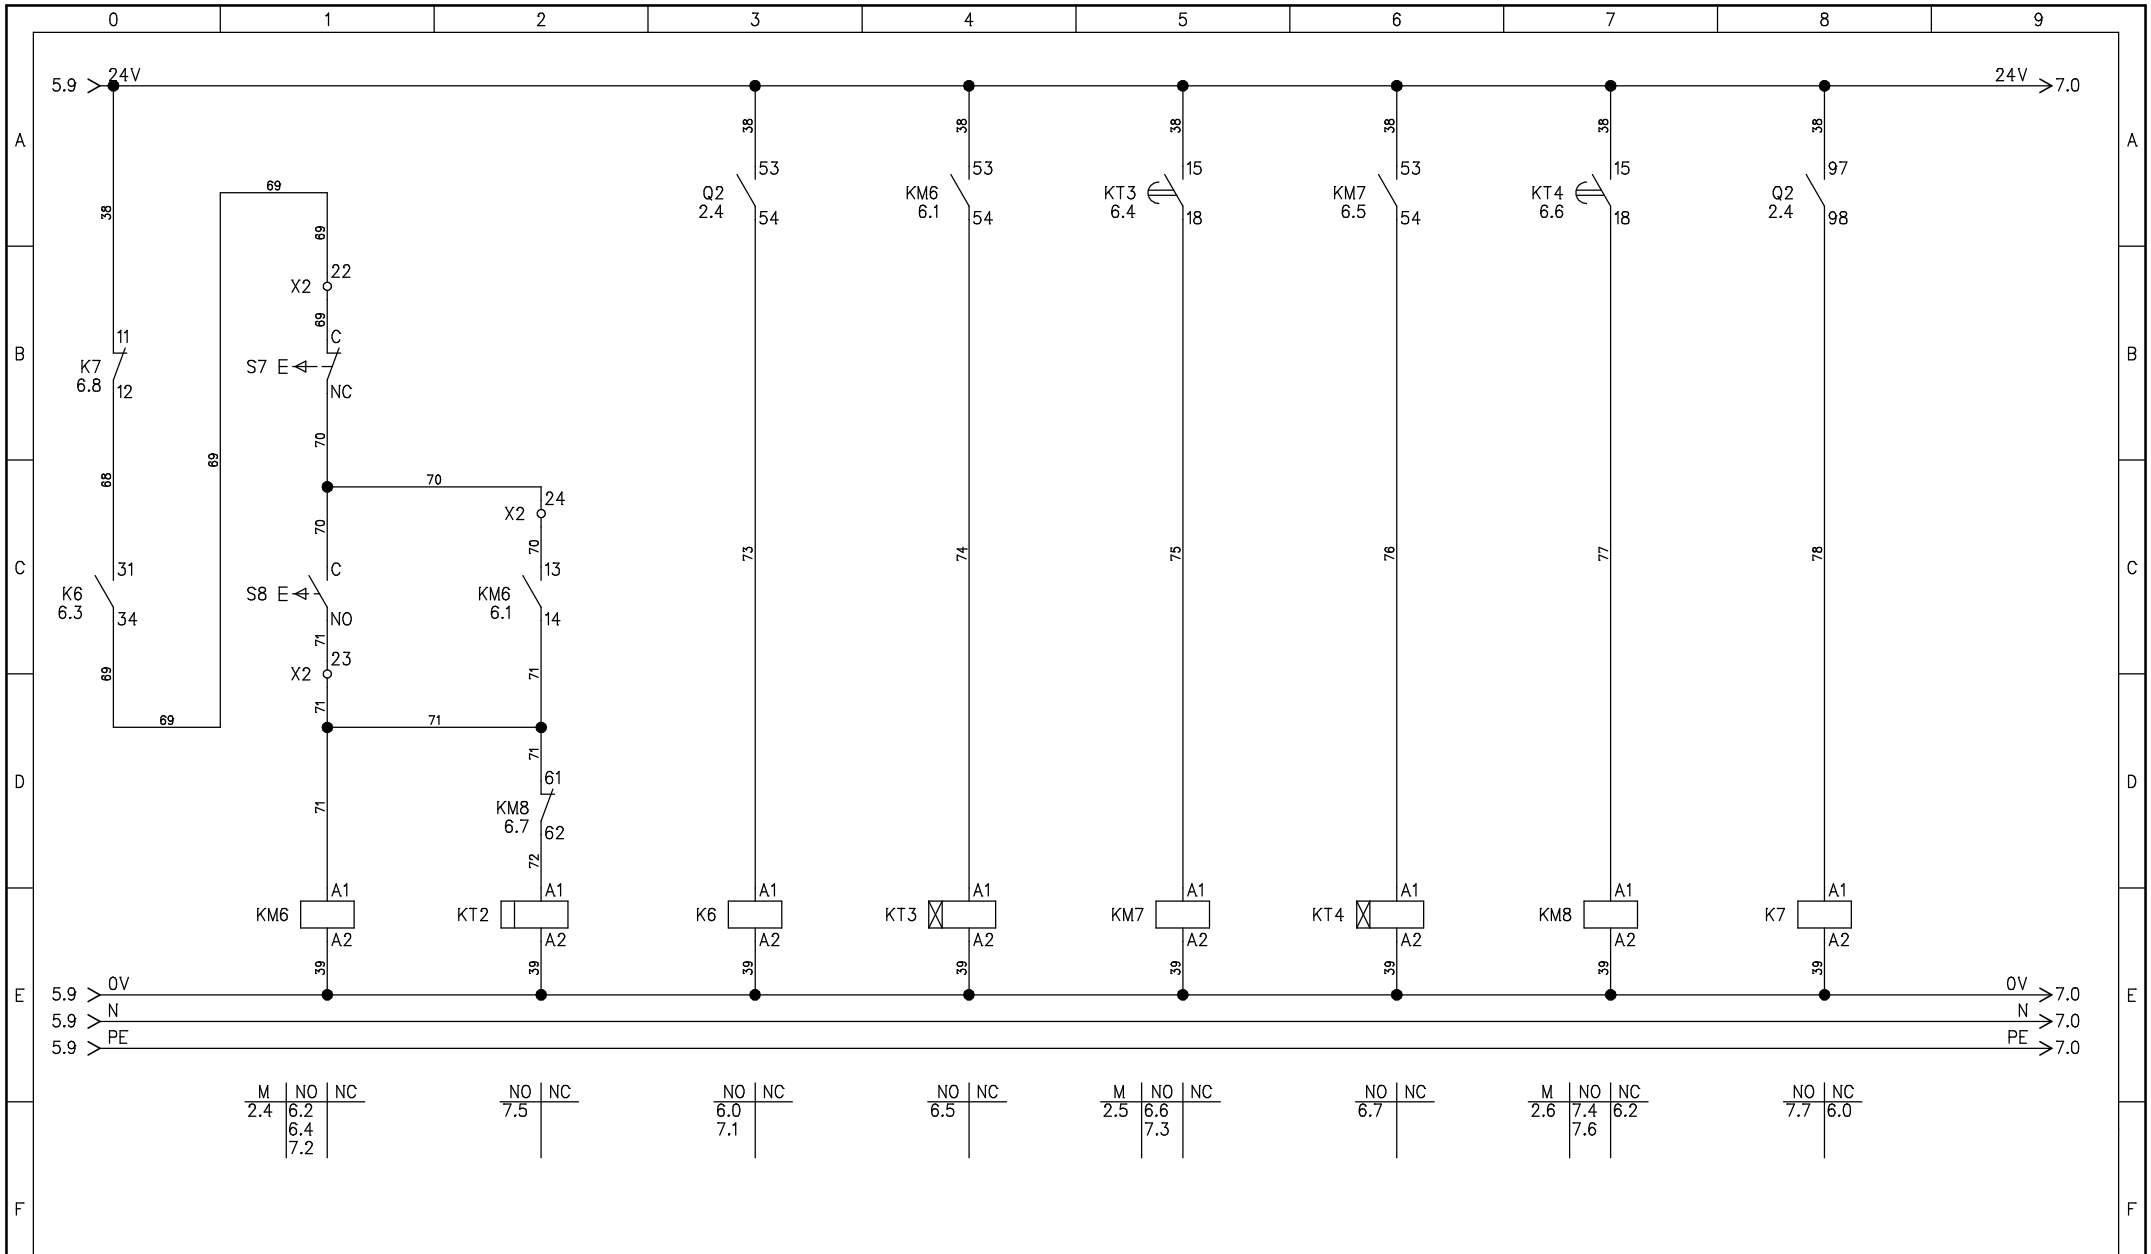 0 1 2 3 4 5 6 7 8 9
5.9 24V 24V 7.0
A A
38 38 38 38 38 38
53 53 15 53 15 97
Q2 KM6 KT3 KM7 KT4 Q2
2.4 6.1 6.4 6.5 6.6 2.4
54 54 18 54 18 98
69
38 69
22
X2
69
B B
11 C
K7 S7 E
6.8
12 NC
70
69
68 70
24
X2
70 70
73 74 75 76 77 78
C C
31 C 13
K6 S8 E KM6
6.3 6.1
34 NO 14
71
23
X2
69 71
71
69 71
71
D D
61
71 KM8
6.7
62
72
A1 A1 A1 A1 A1 A1 A1 A1
KM6 KT2 K6 KT3 KM7 KT4 KM8 K7
A2 A2 A2 A2 A2 A2 A2 A2
39 39 39 39 39 39 39 39
E E
5.9 0V 0V 7.0
5.9 N N 7.0
5.9 PE PE 7.0
M NO NC NO NC NO NC NO NC M NO NC NO NC M NO NC NO NC
2.4 6.2 7.5 6.0 6.5 2.5 6.6 6.7 2.6 7.4 6.2 7.7 6.0
6.4 7.1 7.3 7.6
7.2
F F